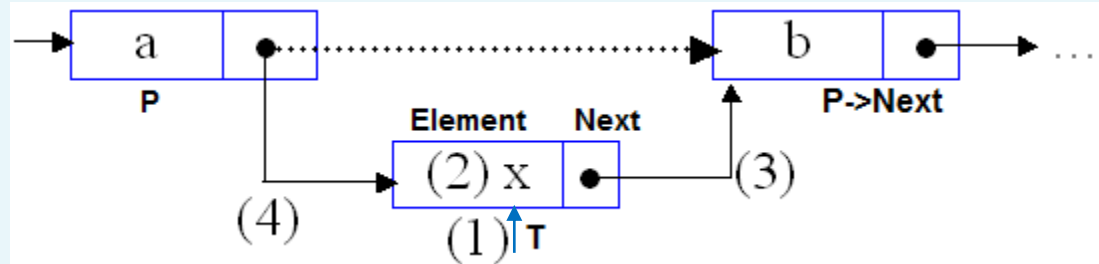 a b ...
P P->Next
Element Next
(2) x (3)
(4) (1) T